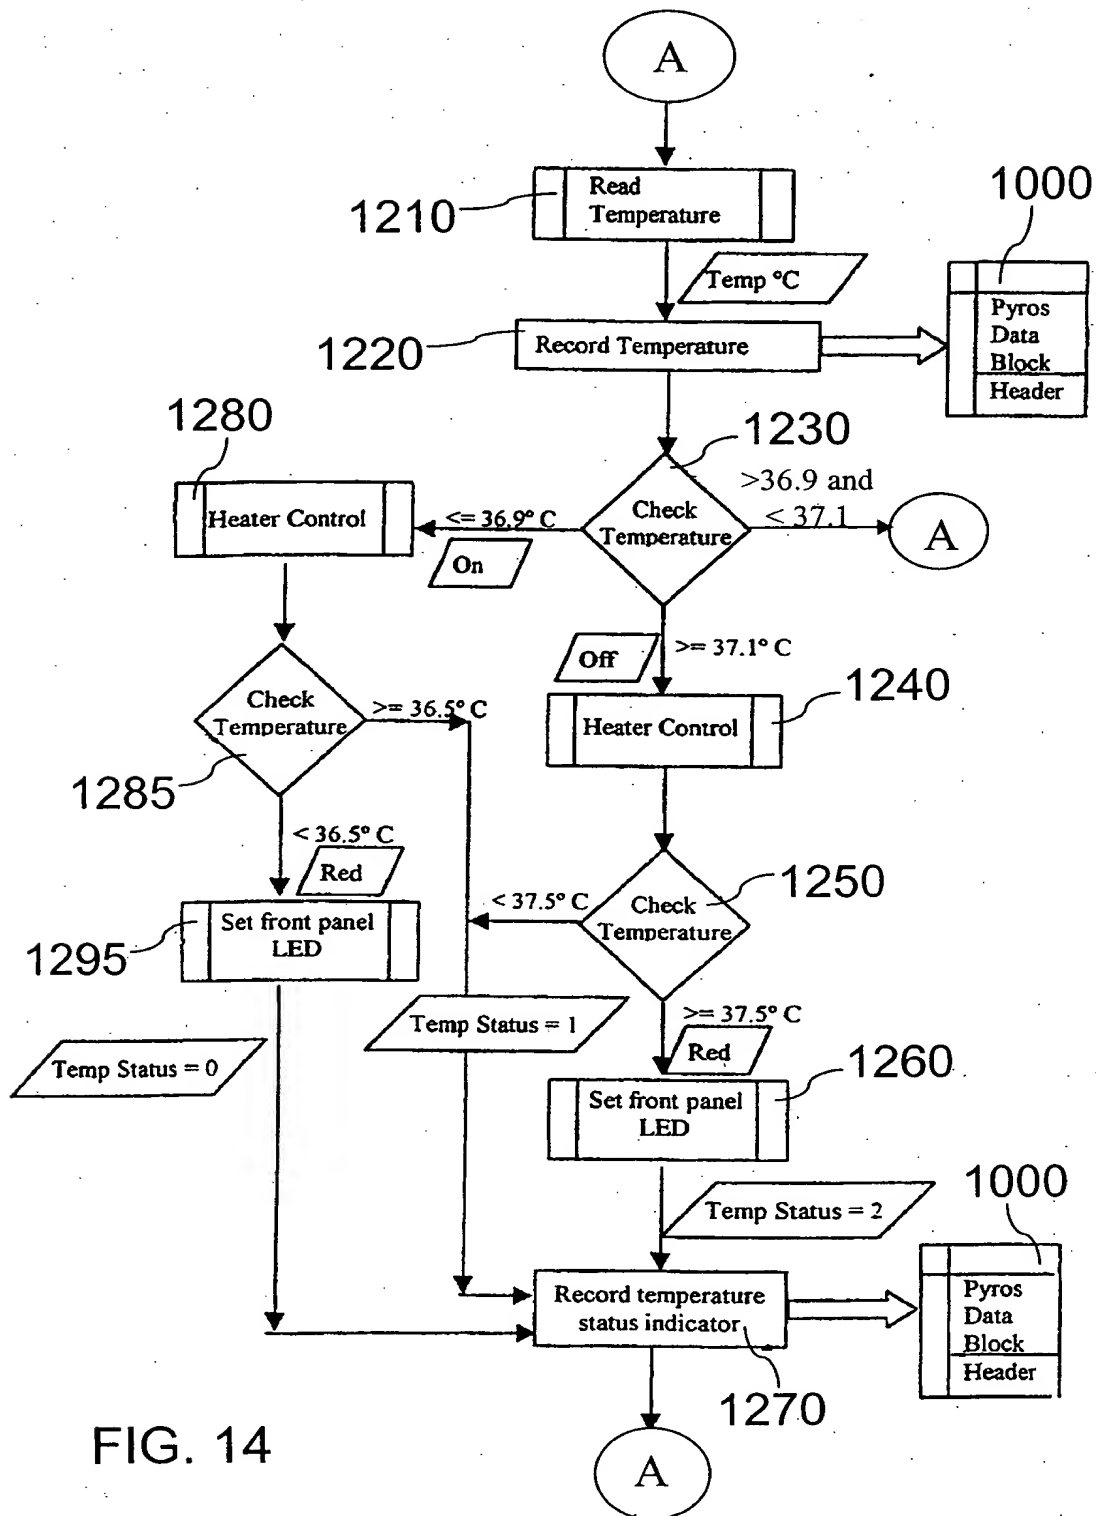 A
Read
Temperature
1210
1000
Temp °C
Pyros
Data
Block
Header
1220
Record Temperature
1280
1230
>36.9 and
< 37.1
Heater Control
<= 36.9° C
Check
Temperature
A
On
Off
>= 37.1° C
1240
Check
Temperature
>= 36.5° C
Heater Control
1285
< 36.5° C
Red
1250
< 37.5° C
Check
Temperature
Set front panel
LED
1295
Temp Status = 1
>= 37.5° C
Red
Temp Status = 0
1260
Set front panel
LED
1000
Temp Status = 2
Record temperature
status indicator
Pyros
Data
Block
Header
1270
FIG. 14
A